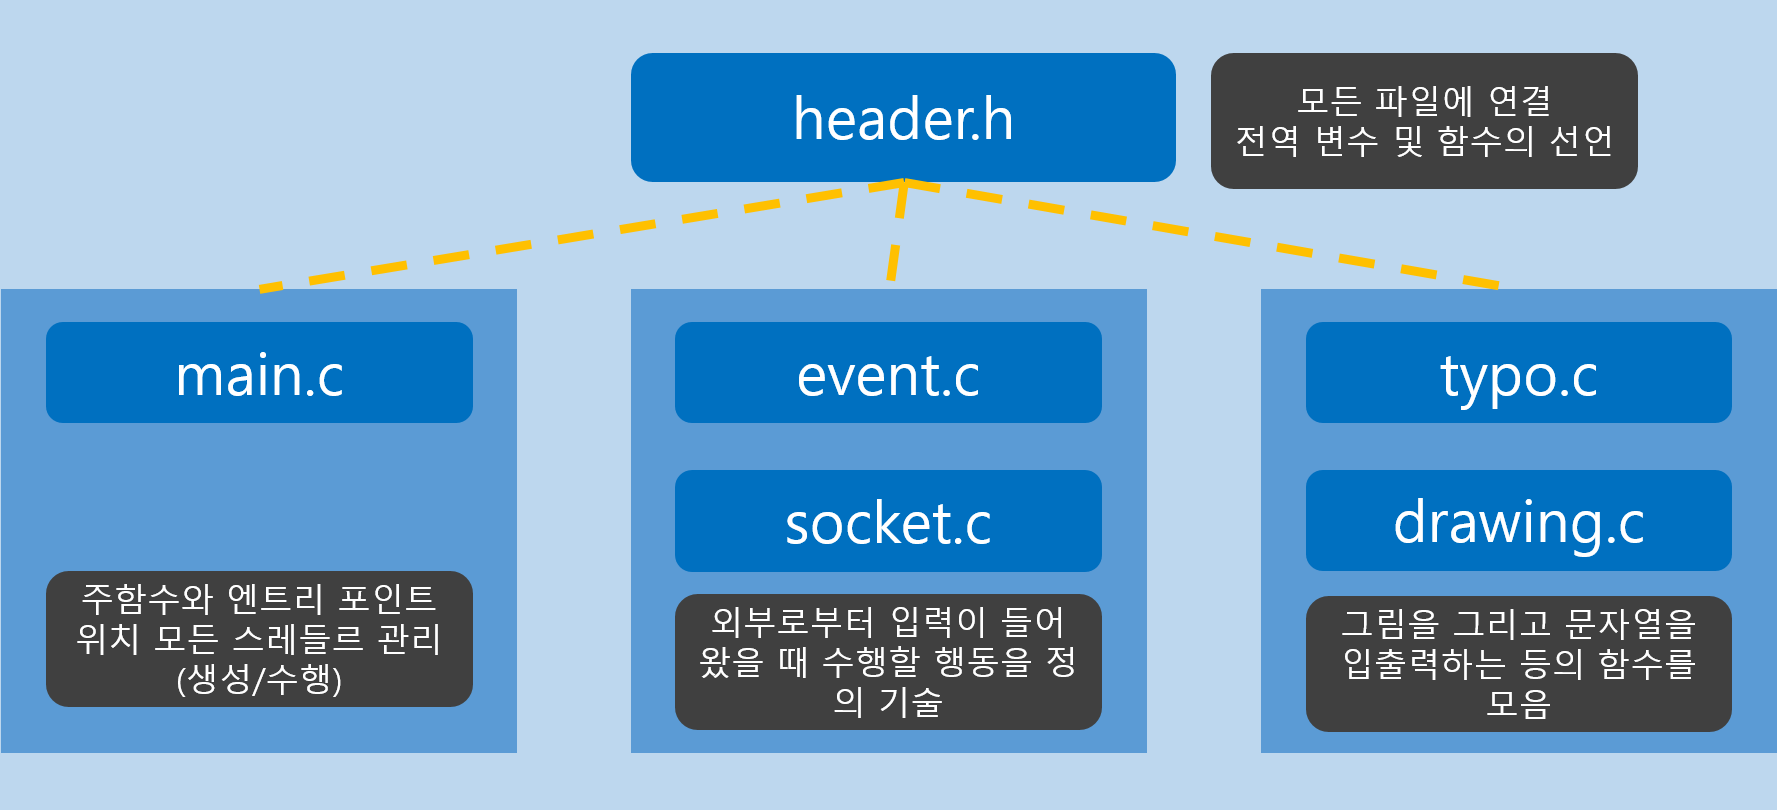 header.h
모든 파일에 연결
전역 변수 및 함수의 선언
main.c
주함수와 엔트리 포인트
위치 모든 스레들르 관리
(생성/수행)
event.c
socket.c
외부로부터 입력이 들어
왔을 때 수행할 행동을 정
의 기술
typo.c
drawing.c
그림을 그리고 문자열을
입출력하는 등의 함수를
모음